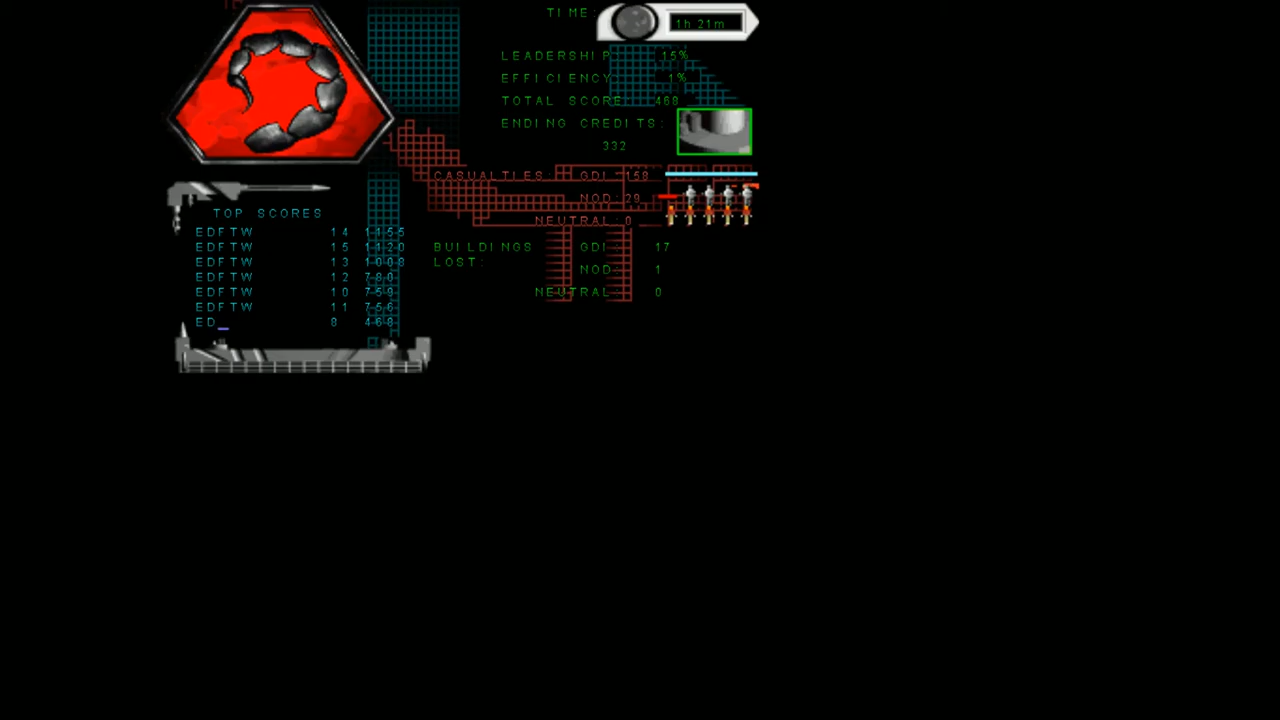 TIME: 1h 21m
LEADERSHIP: 15%
EFFICIENCY: 1%
TOTAL SCORE: 468
ENDING CREDITS:
332
CASUALTIES: GDI: 159
NOD: 29
NEUTRAL: 0
BUILDINGS LOST:
GDI: 17
NOD: 1
NEUTRAL: 0
TOP SCORES
EDFTW 14 1155
EDFTW 15 1120
EDFTW 13 1008
EDFTW 12 780
EDFTW 10 759
EDFTW 11 756
ED_ 8 468